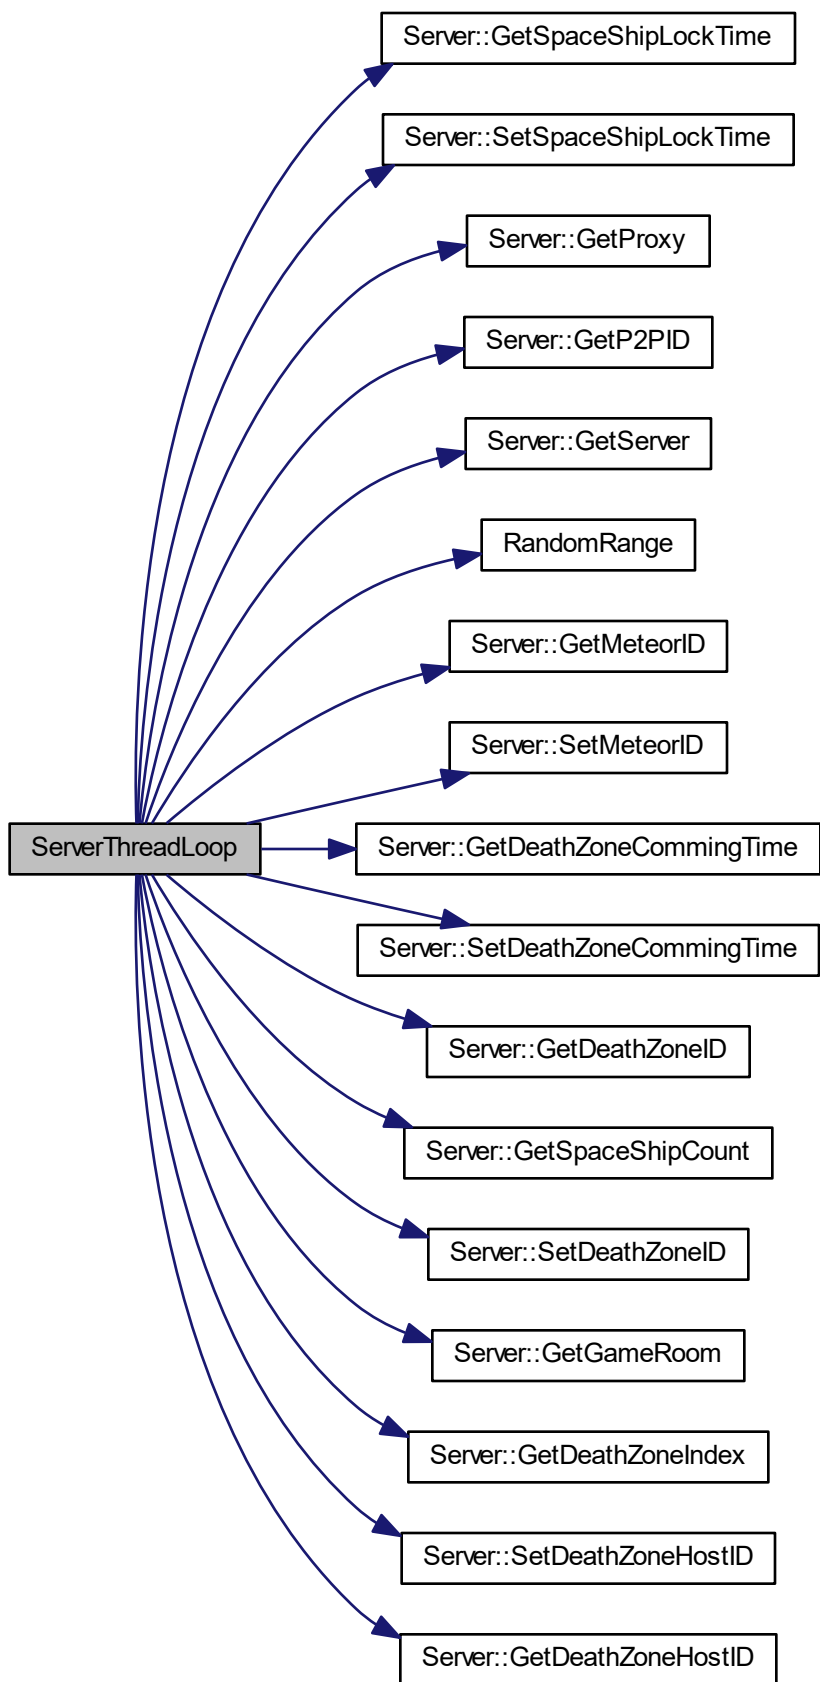 Server::GetSpaceShipLockTime
Server::SetSpaceShipLockTime
Server::GetProxy
Server::GetP2PID
Server::GetServer
RandomRange
Server::GetMeteorID
Server::SetMeteorID
ServerThreadLoop
Server::GetDeathZoneCommingTime
Server::SetDeathZoneCommingTime
Server::GetDeathZoneID
Server::GetSpaceShipCount
Server::SetDeathZoneID
Server::GetGameRoom
Server::GetDeathZoneIndex
Server::SetDeathZoneHostID
Server::GetDeathZoneHostID